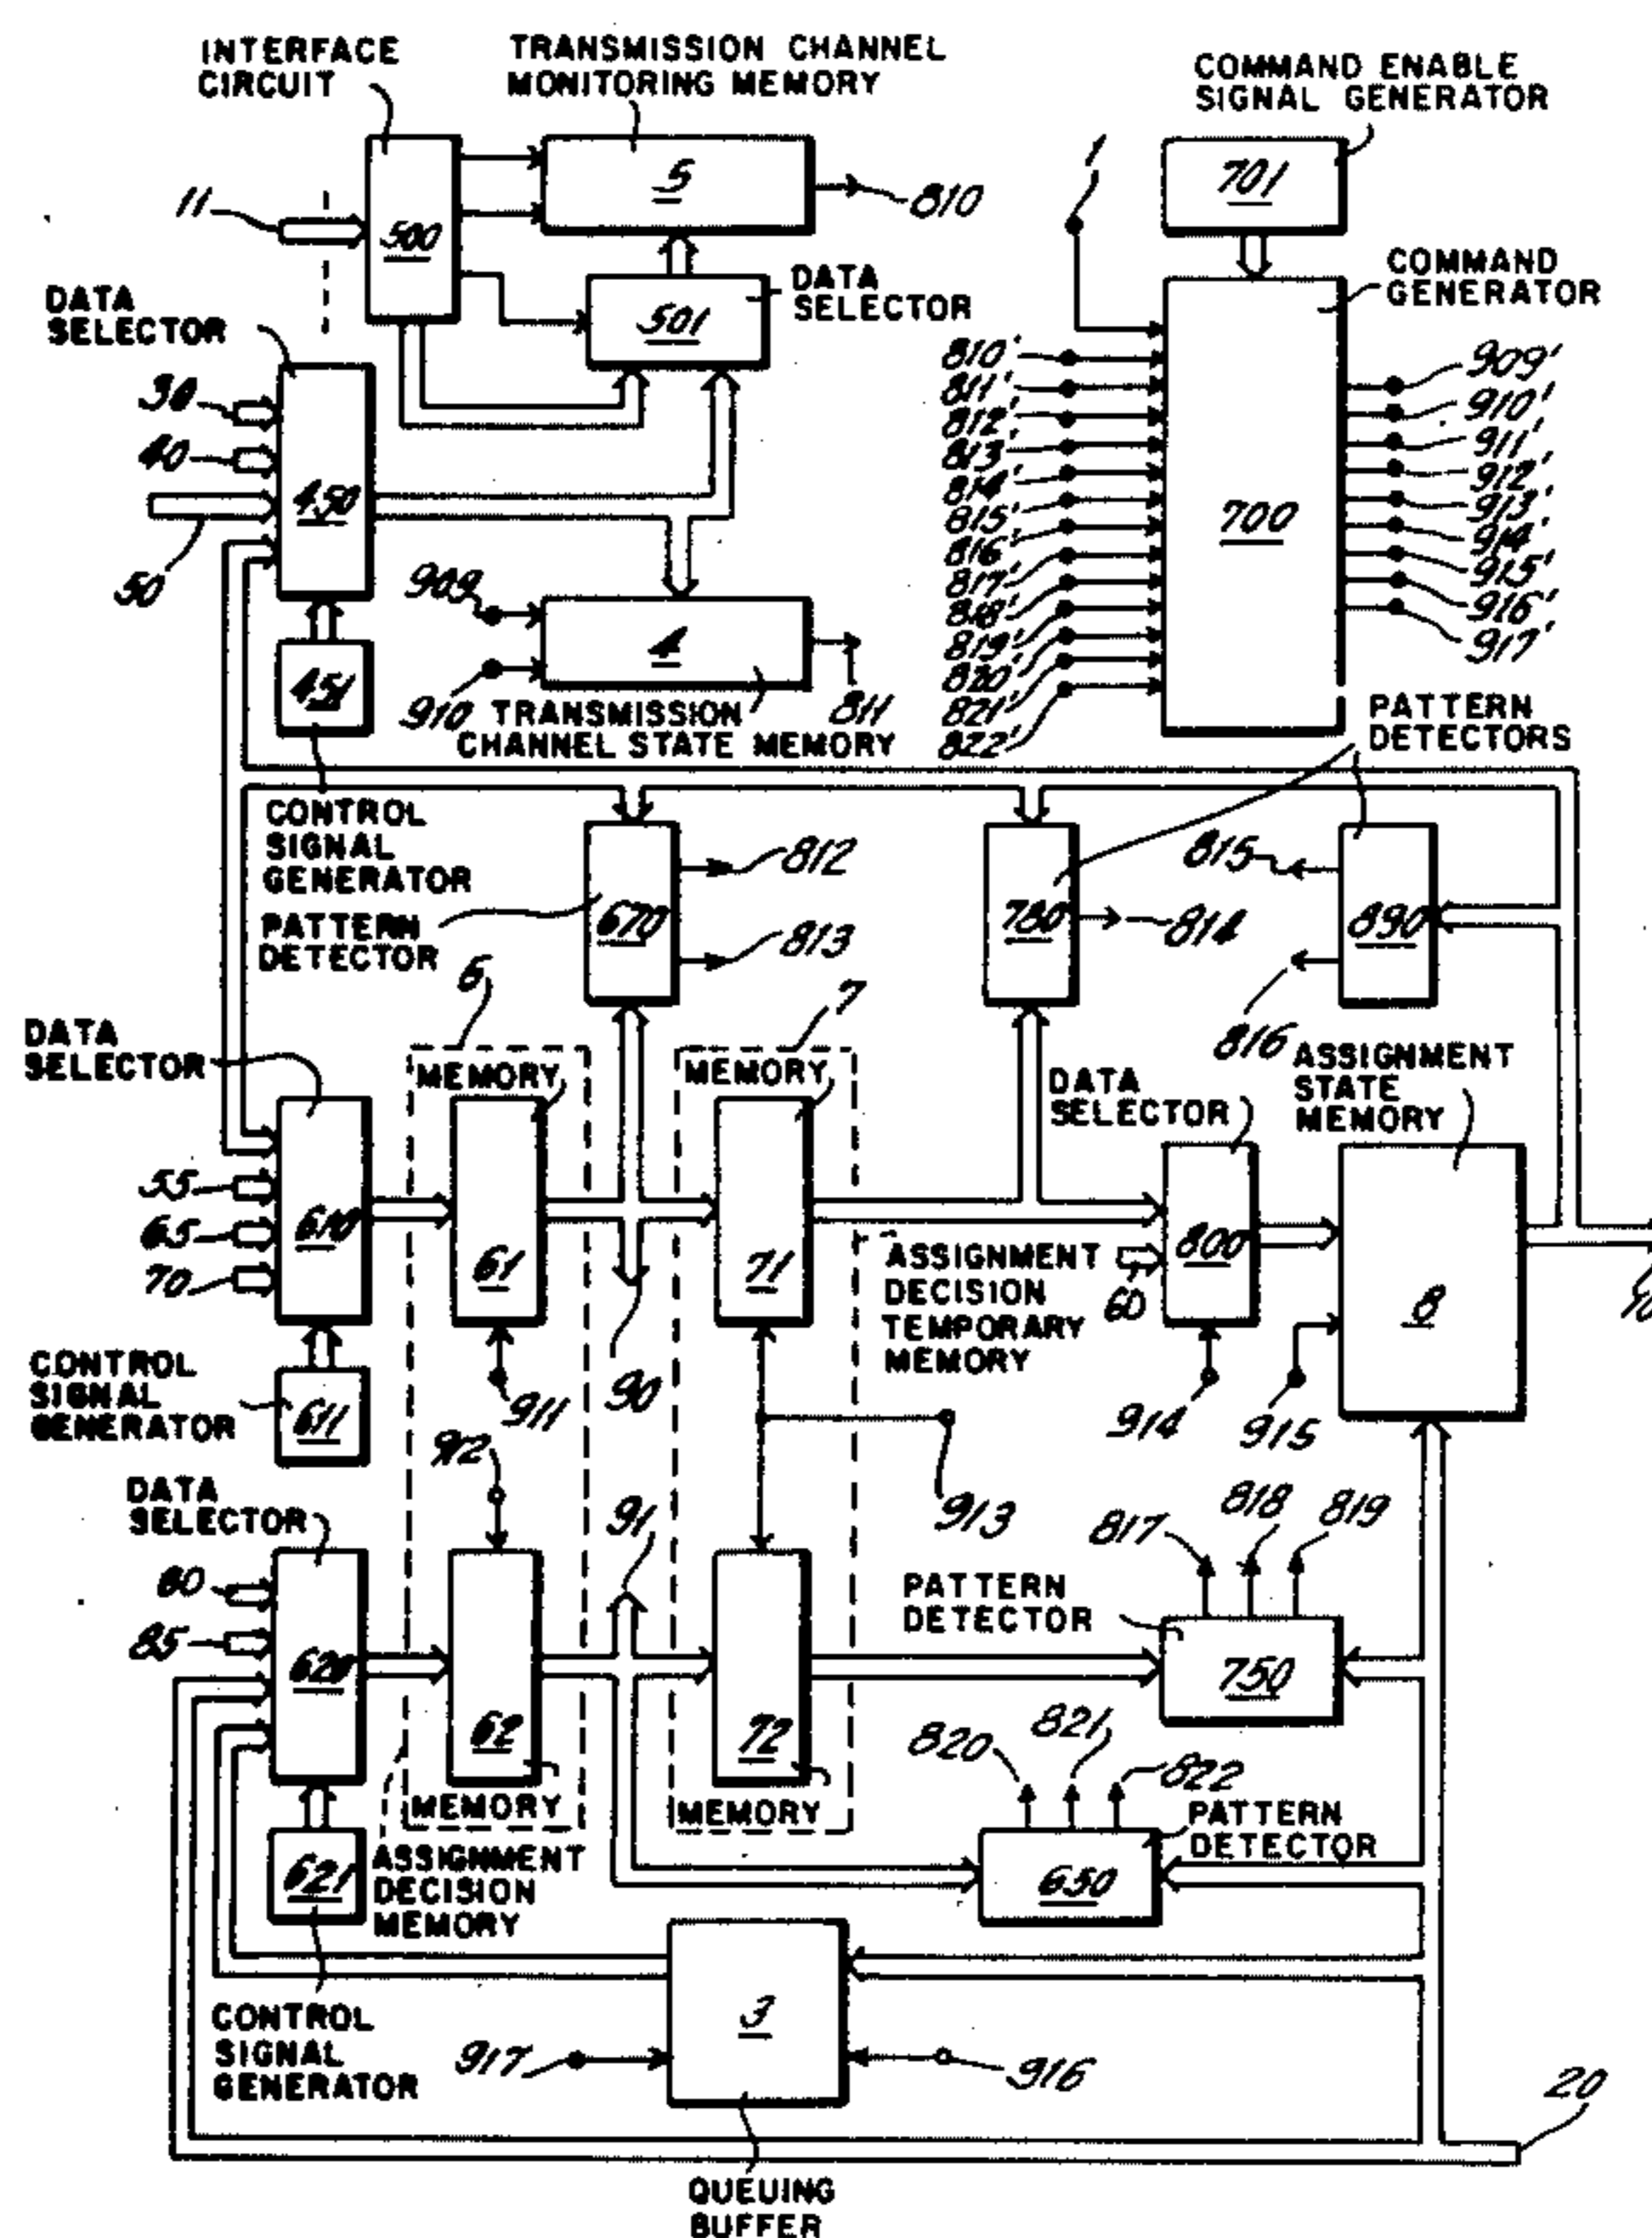 INTERFACE
CIRCUIT
TRANSMISSION CHANNEL
MONITORING MEMORY
COMMAND ENABLE
SIGNAL GENERATOR
11
500
5
810
1
701
DATA
SELECTOR
501
DATA
SELECTOR
COMMAND
GENERATOR
30
40
50
450
451
909
910
4
811
TRANSMISSION
CHANNEL STATE MEMORY
810'
811'
812'
813'
814'
815'
816'
817'
818'
819'
820'
821'
822'
700
909'
910'
911'
912'
913'
914'
915'
916'
917'
PATTERN
DETECTORS
CONTROL
SIGNAL
GENERATOR
PATTERN
DETECTOR
670
812
813
780
814
815
890
816
6
7
DATA
SELECTOR
MEMORY
MEMORY
DATA
SELECTOR
ASSIGNMENT
STATE
MEMORY
55
65
70
610
61
71
60
800
8
10
ASSIGNMENT
DECISION
TEMPORARY
MEMORY
CONTROL
SIGNAL
GENERATOR
611
911
90
914
915
912
913
DATA
SELECTOR
91
817
818
819
80
85
620
62
72
PATTERN
DETECTOR
750
820
821
822
MEMORY
MEMORY
PATTERN
DETECTOR
650
621
ASSIGNMENT
DECISION
MEMORY
3
CONTROL
SIGNAL
GENERATOR
917
916
20
QUEUING
BUFFER